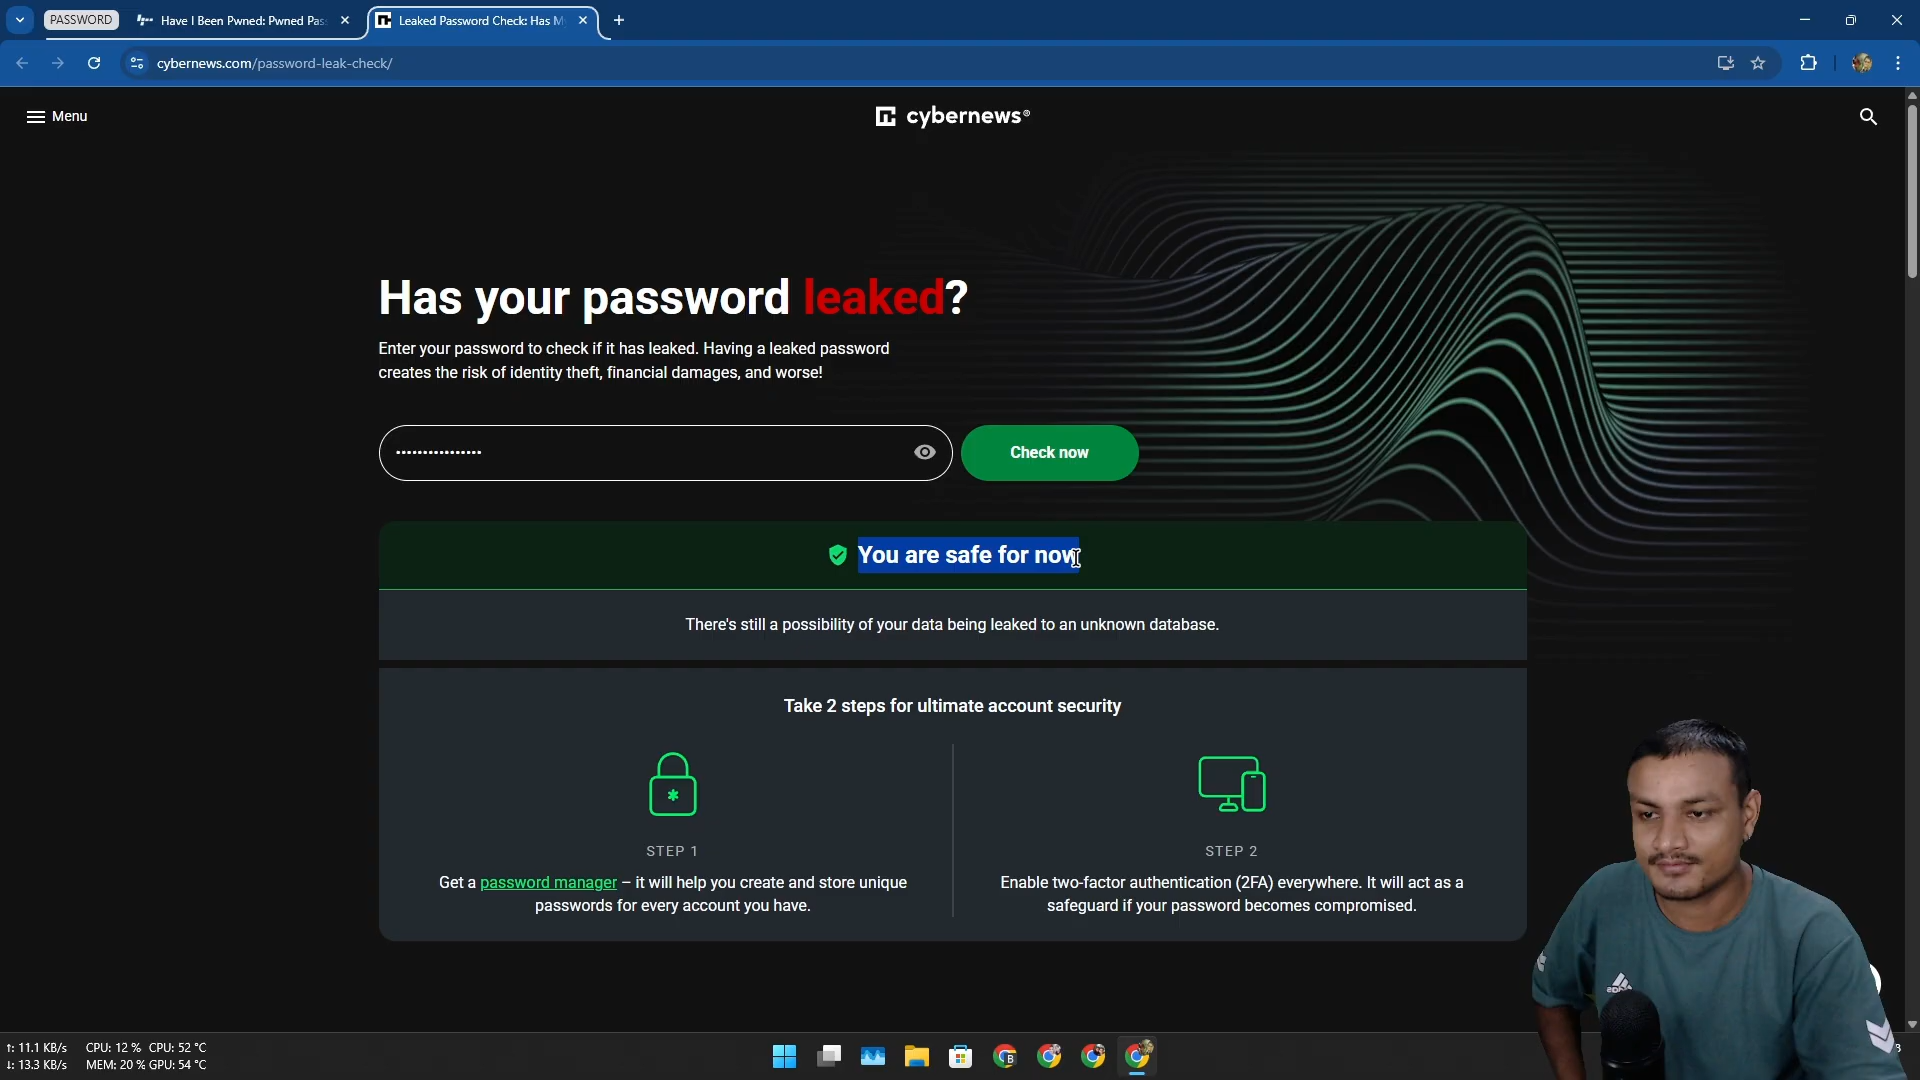 PASSWORD
Have I Been Pwned: Pwned Pas
Leaked Password Check: Has M
cybernews.com/password-leak-check/
Menu
cybernews®
Has your password leaked?
Enter your password to check if it has leaked. Having a leaked password
creates the risk of identity theft, financial damages, and worse!
••••••••••••••••
Check now
You are safe for now
There's still a possibility of your data being leaked to an unknown database.
Take 2 steps for ultimate account security
STEP 1
Get a password manager – it will help you create and store unique
passwords for every account you have.
STEP 2
Enable two-factor authentication (2FA) everywhere. It will act as a
safeguard if your password becomes compromised.
adidas
↑: 11.1 KB/s CPU: 12 % CPU: 52 °C
↓: 13.3 KB/s MEM: 20 % GPU: 54 °C
B